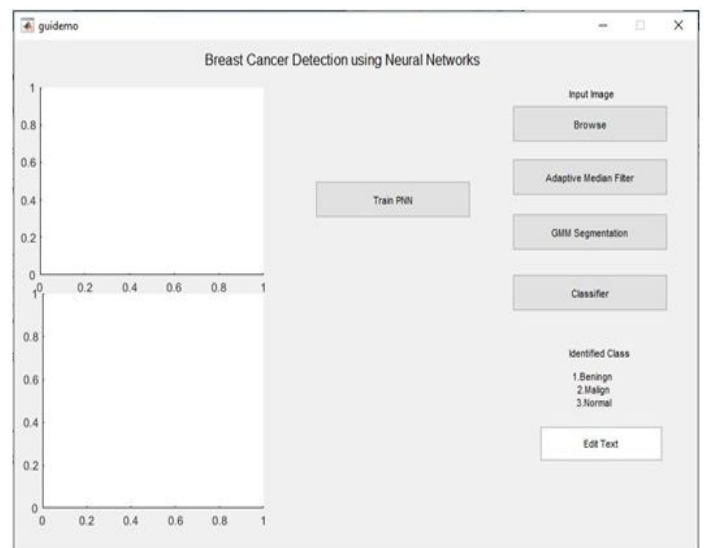 guidemo
Breast Cancer Detection using Neural Networks
1
0.8
0.6
0.4
0.2
0
0 0.2 0.4 0.6 0.8 1
1
0.8
0.6
0.4
0.2
0
0 0.2 0.4 0.6 0.8 1
Train PNN
Input Image
Browse
Adaptive Median Filter
GMM Segmentation
Classifier
Identified Class
1.Beningn
2.Malign
3.Normal
Edit Text